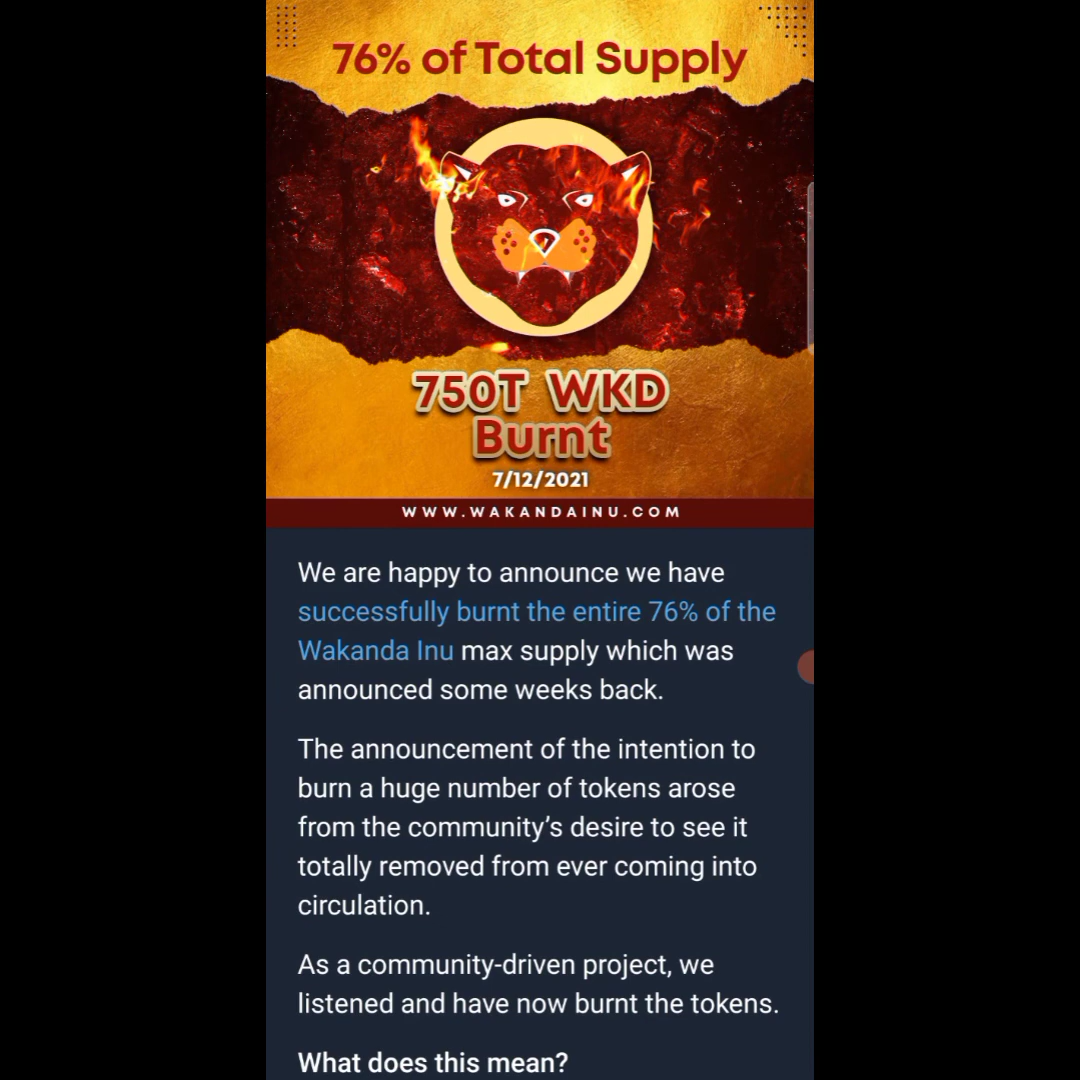 76% of Total Supply
750T WKD
Burnt
7/12/2021
WWW.WAKANDAINU.COM
We are happy to announce we have
successfully burnt the entire 76% of the
Wakanda Inu max supply which was
announced some weeks back.
The announcement of the intention to
burn a huge number of tokens arose
from the community’s desire to see it
totally removed from ever coming into
circulation.
As a community-driven project, we
listened and have now burnt the tokens.
What does this mean?